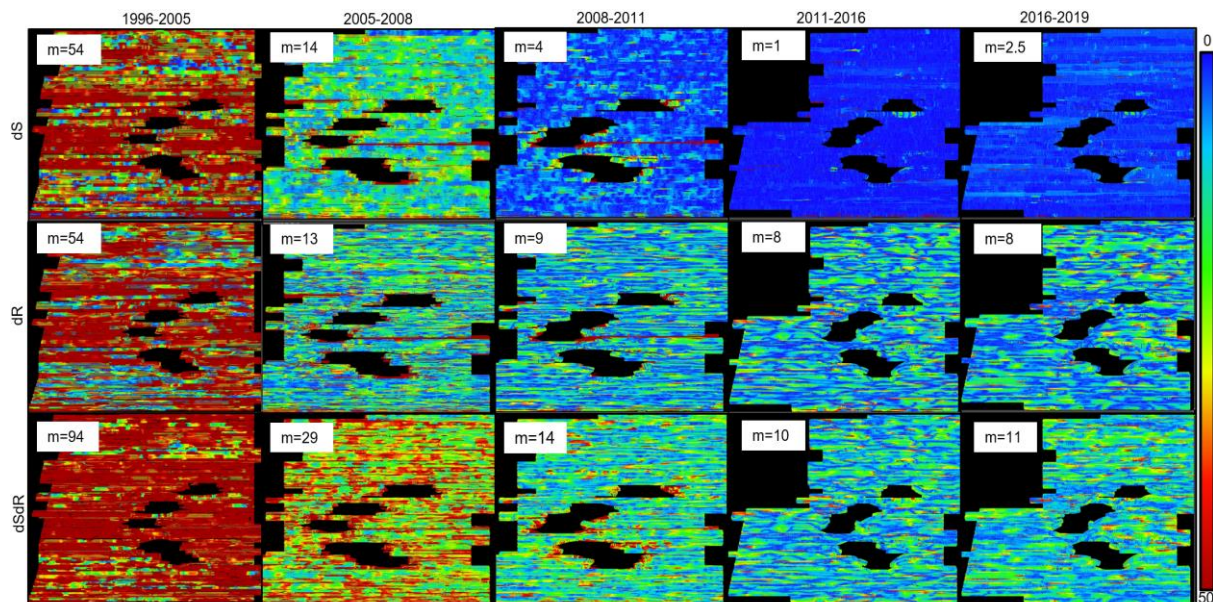 1996-2005 2005-2008 2008-2011 2011-2016 2016-2019
0
dS m=54 m=14 m=4 m=1 m=2.5
dR m=54 m=13 m=9 m=8 m=8
dSdR m=94 m=29 m=14 m=10 m=11
50